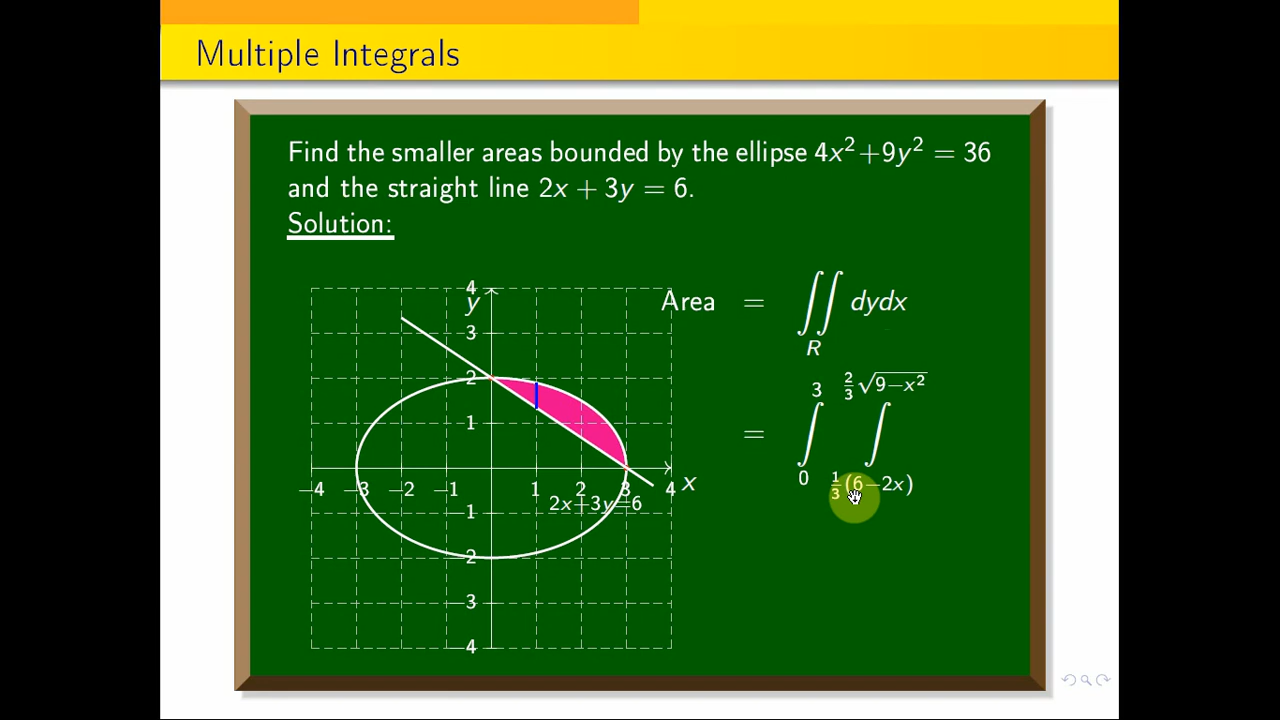 Multiple Integrals
Find the smaller areas bounded by the ellipse 4x² + 9y² = 36
and the straight line 2x + 3y = 6.
Solution:
4
y
3
2
1
−4 −3 −2 −1 1 2 3 4 x
2x+3y=6
−1
−2
−3
−4
Area = ∬ dydx
R
3 2/3 √9−x²
= ∫ ∫
0 1/3(6−2x)